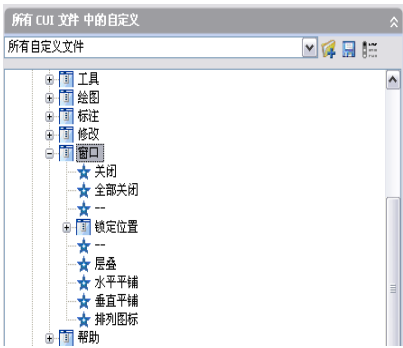 所有 CUI 文件 中的自定义
所有自定义文件
工具
绘图
标注
修改
窗口
关闭
全部关闭
--
锁定位置
--
层叠
水平平铺
垂直平铺
排列图标
帮助